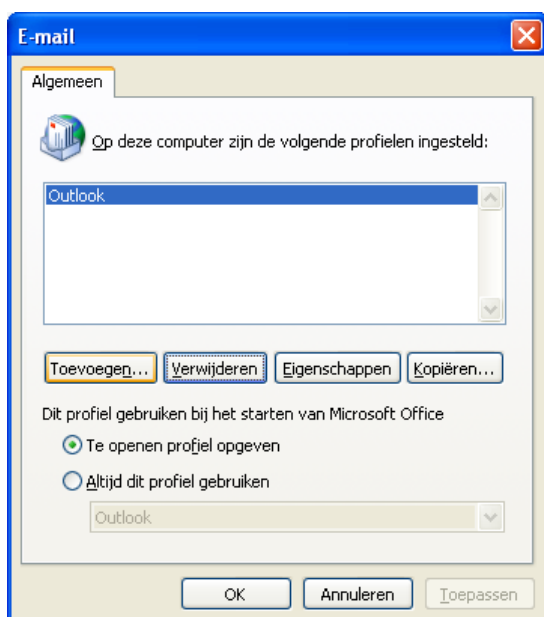 E-mail
Algemeen
Op deze computer zijn de volgende profielen ingesteld:
Outlook
Toevoegen... Verwijderen Eigenschappen Kopiëren...
Dit profiel gebruiken bij het starten van Microsoft Office
Te openen profiel opgeven
Altijd dit profiel gebruiken
Outlook
OK Annuleren Toepassen